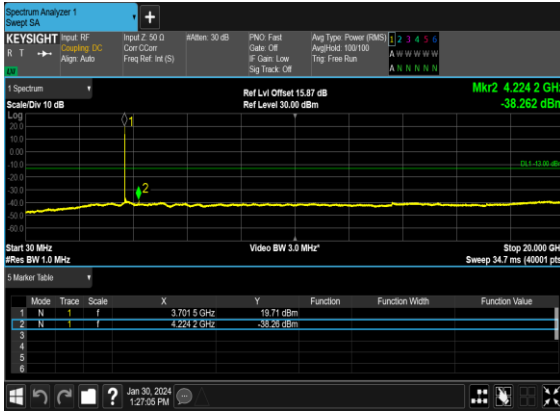 Spectrum Analyzer 1
Swept SA
+
KEYSIGHT Input: RF Input Z: 50 Ω #Atten: 30 dB PNO: Fast Avg Type: Power (RMS) 1 2 3 4 5 6
R T Coupling: DC Corr CCorr Gate: Off Avg|Hold: 100/100 A W W W W W
Align: Auto Freq Ref: Int (S) IF Gain: Low Trig: Free Run
Sig Track: Off A N N N N N
1 Spectrum Ref Lvl Offset 15.87 dB Mkr2 4.224 2 GHz
Scale/Div 10 dB Ref Level 30.00 dBm -38.262 dBm
Log
20.0
10.0
0.00
-10.0
-20.0
-30.0
-40.0
-50.0
-60.0
1
2
DL1 -13.00 dBm
Start 30 MHz Video BW 3.0 MHz* Stop 20.000 GH
#Res BW 1.0 MHz Sweep 34.7 ms (40001 pts
5 Marker Table
Mode Trace Scale X Y Function Function Width Function Value
1 N 1 f 3.701 5 GHz 19.71 dBm
2 N 1 f 4.224 2 GHz -38.26 dBm
3
4
5
6
? Jan 30, 2024
1:27:05 PM